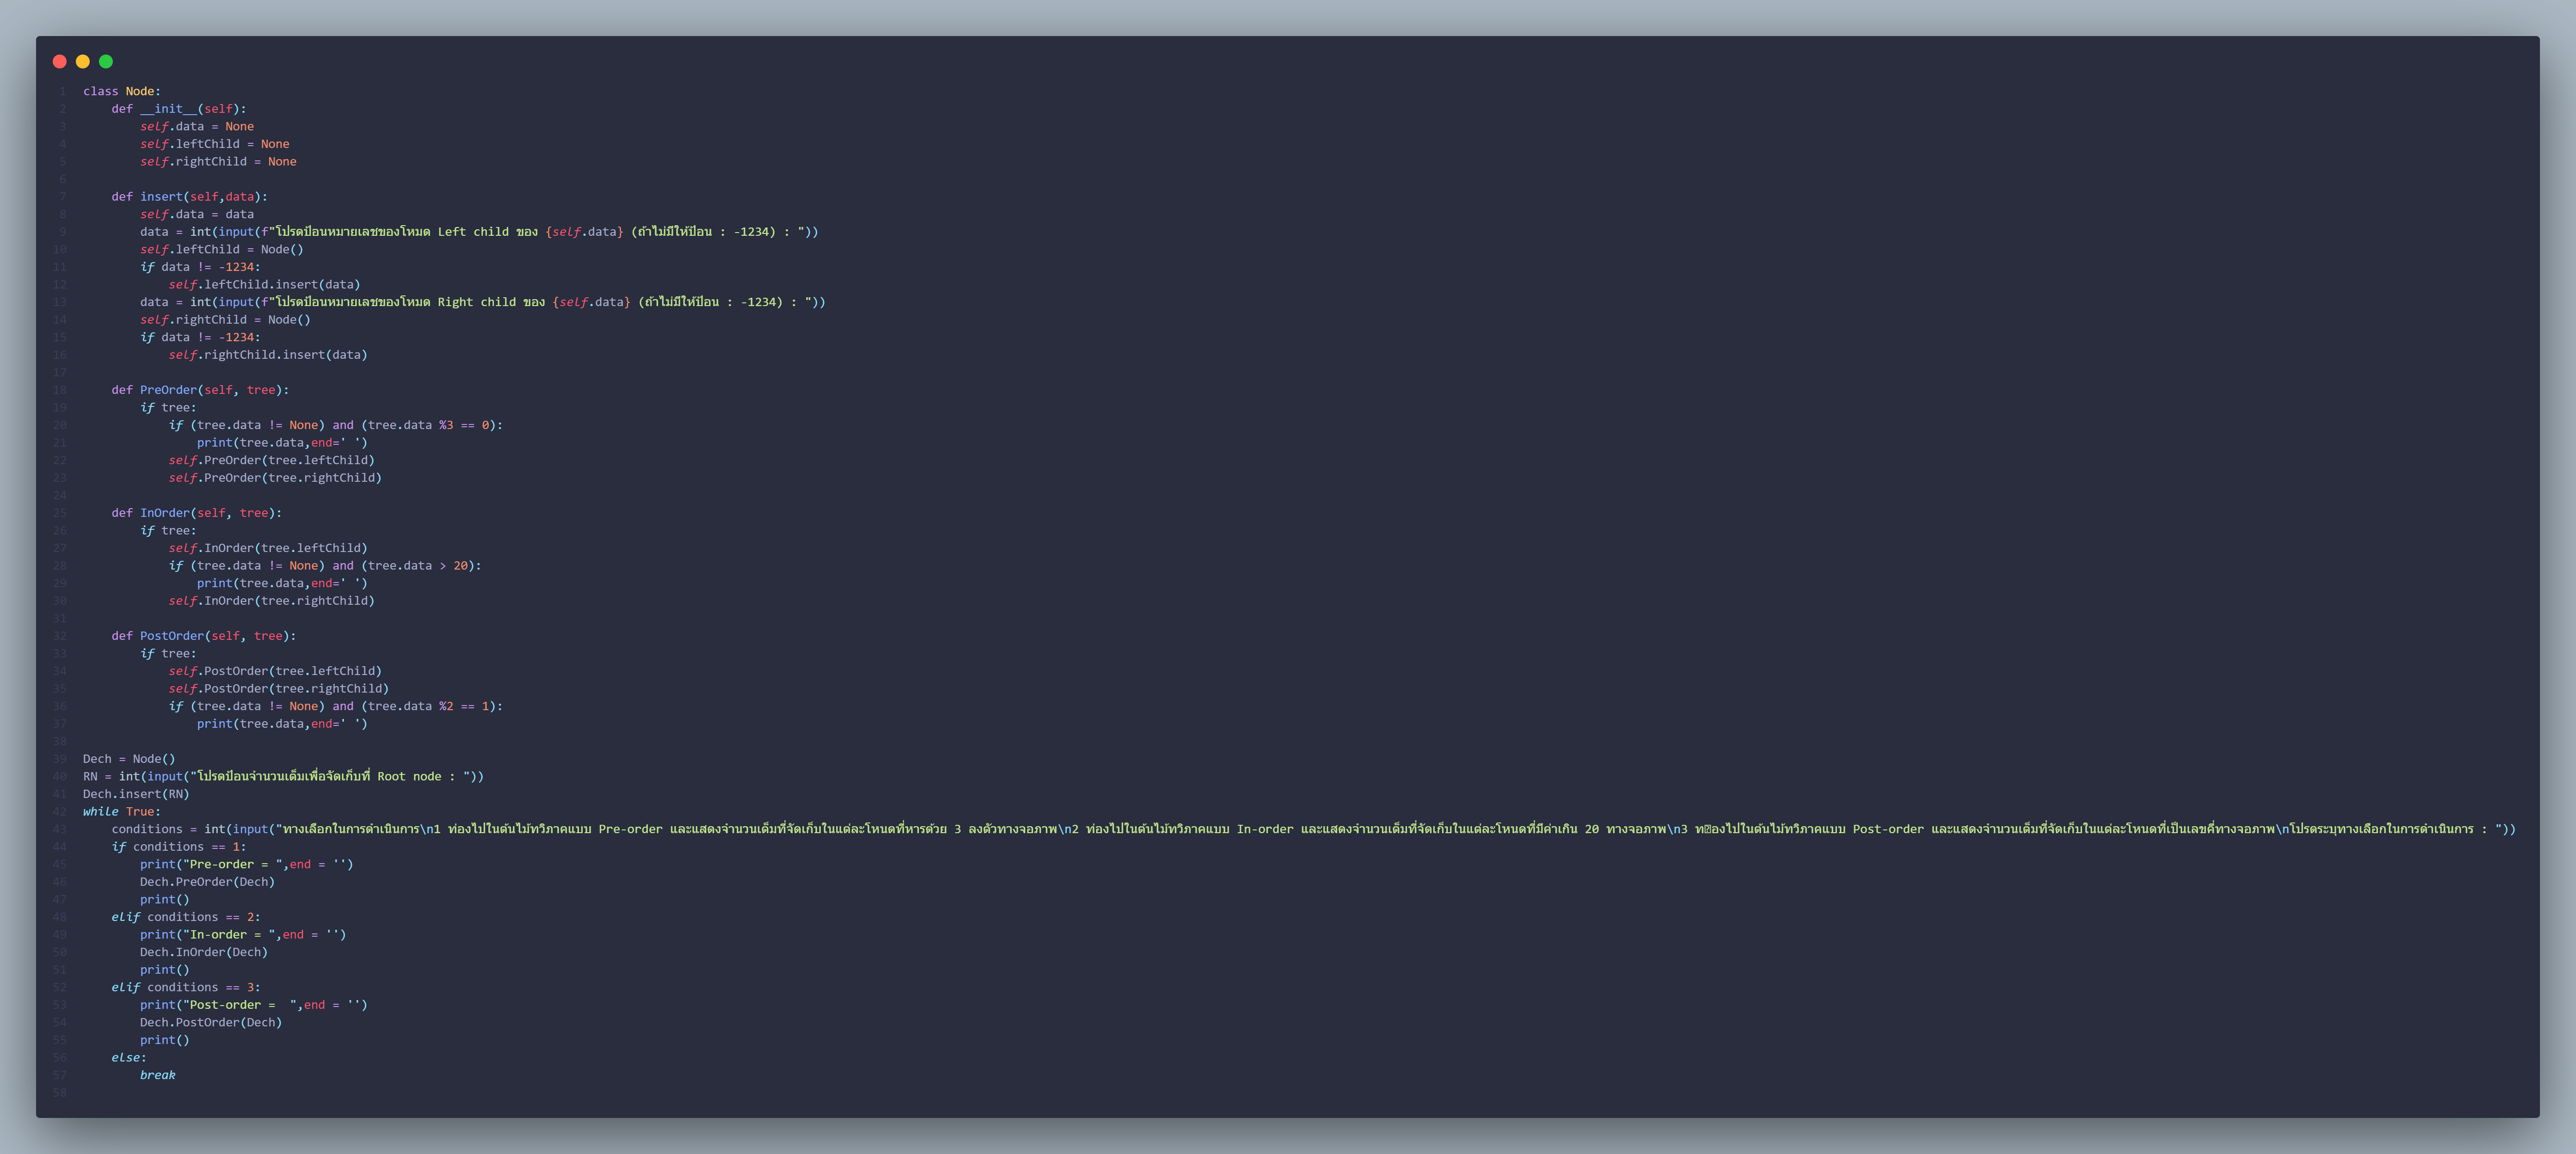 1 class Node:
2     def __init__(self):
3         self.data = None
4         self.leftChild = None
5         self.rightChild = None
6
7     def insert(self,data):
8         self.data = data
9         data = int(input(f"โปรดป้อนหมายเลขของโหมด Left child ของ {self.data} (ถ้าไม่มีให้ป้อน : -1234) : "))
10         self.leftChild = Node()
11         if data != -1234:
12             self.leftChild.insert(data)
13         data = int(input(f"โปรดป้อนหมายเลขของโหมด Right child ของ {self.data} (ถ้าไม่มีให้ป้อน : -1234) : "))
14         self.rightChild = Node()
15         if data != -1234:
16             self.rightChild.insert(data)
17
18     def PreOrder(self, tree):
19         if tree:
20             if (tree.data != None) and (tree.data %3 == 0):
21                 print(tree.data,end=' ')
22             self.PreOrder(tree.leftChild)
23             self.PreOrder(tree.rightChild)
24
25     def InOrder(self, tree):
26         if tree:
27             self.InOrder(tree.leftChild)
28             if (tree.data != None) and (tree.data > 20):
29                 print(tree.data,end=' ')
30             self.InOrder(tree.rightChild)
31
32     def PostOrder(self, tree):
33         if tree:
34             self.PostOrder(tree.leftChild)
35             self.PostOrder(tree.rightChild)
36             if (tree.data != None) and (tree.data %2 == 1):
37                 print(tree.data,end=' ')
38
39 Dech = Node()
40 RN = int(input("โปรดป้อนจำนวนเต็มเพื่อจัดเก็บที่ Root node : "))
41 Dech.insert(RN)
42 while True:
43     conditions = int(input("ทางเลือกในการดำเนินการ\n1 ท่องไปในต้นไม้ทวิภาคแบบ Pre-order และแสดงจำนวนเต็มที่จัดเก็บในแต่ละโหนดที่หารด้วย 3 ลงตัวทางจอภาพ\n2 ท่องไปในต้นไม้ทวิภาคแบบ In-order และแสดงจำนวนเต็มที่จัดเก็บในแต่ละโหนดที่มีค่าเกิน 20 ทางจอภาพ\n3 ท�องไปในต้นไม้ทวิภาคแบบ Post-order และแสดงจำนวนเต็มที่จัดเก็บในแต่ละโหนดที่เป็นเลขคี่ทางจอภาพ\nโปรดระบุทางเลือกในการดำเนินการ : "))
44     if conditions == 1:
45         print("Pre-order = ",end = '')
46         Dech.PreOrder(Dech)
47         print()
48     elif conditions == 2:
49         print("In-order = ",end = '')
50         Dech.InOrder(Dech)
51         print()
52     elif conditions == 3:
53         print("Post-order =  ",end = '')
54         Dech.PostOrder(Dech)
55         print()
56     else:
57         break
58